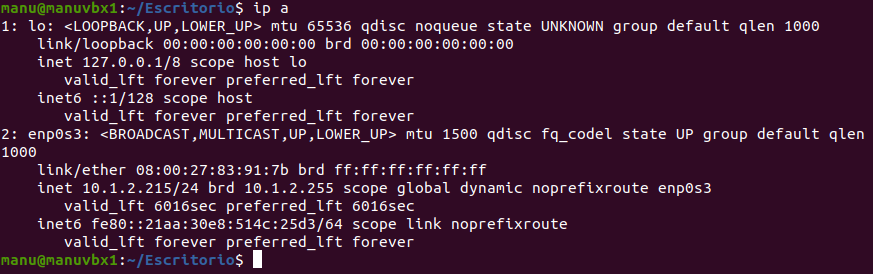 manu@manuvbx1:~/Escritorio$ ip a
1: lo: <LOOPBACK,UP,LOWER_UP> mtu 65536 qdisc noqueue state UNKNOWN group default qlen 1000
    link/loopback 00:00:00:00:00:00 brd 00:00:00:00:00:00
    inet 127.0.0.1/8 scope host lo
       valid_lft forever preferred_lft forever
    inet6 ::1/128 scope host
       valid_lft forever preferred_lft forever
2: enp0s3: <BROADCAST,MULTICAST,UP,LOWER_UP> mtu 1500 qdisc fq_codel state UP group default qlen
1000
    link/ether 08:00:27:83:91:7b brd ff:ff:ff:ff:ff:ff
    inet 10.1.2.215/24 brd 10.1.2.255 scope global dynamic noprefixroute enp0s3
       valid_lft 6016sec preferred_lft 6016sec
    inet6 fe80::21aa:30e8:514c:25d3/64 scope link noprefixroute
       valid_lft forever preferred_lft forever
manu@manuvbx1:~/Escritorio$